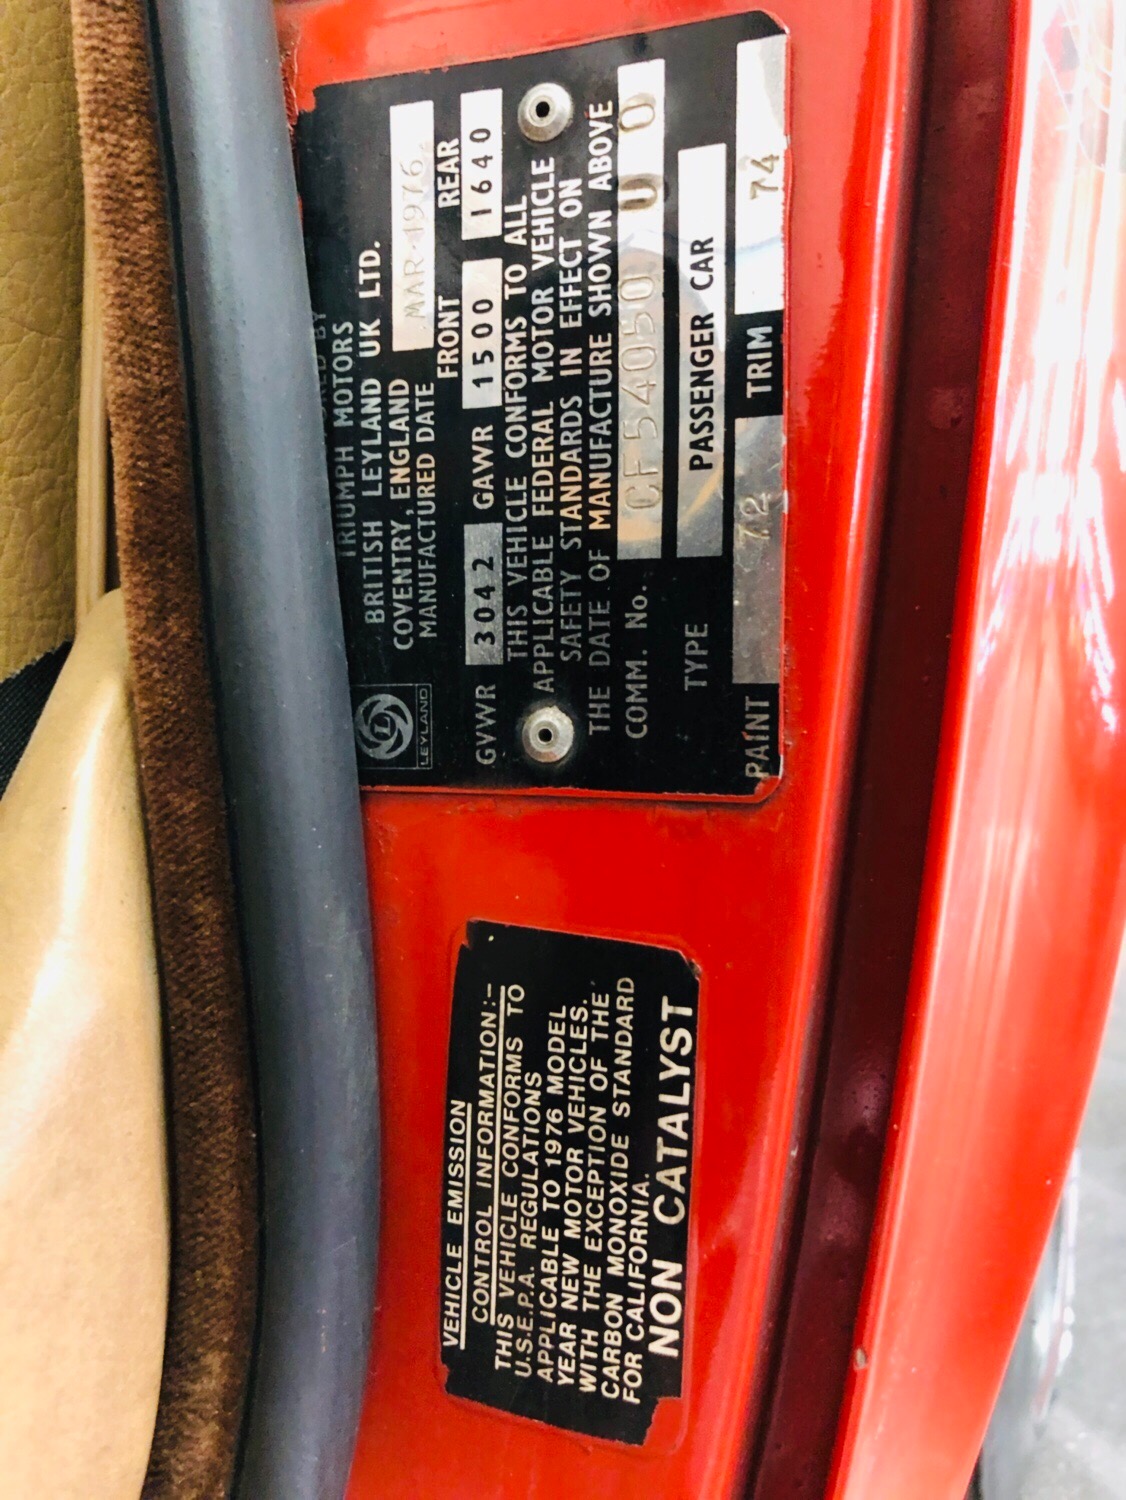 BY
TRIUMPH MOTORS
BRITISH LEYLAND UK LTD.
COVENTRY, ENGLAND
MANUFACTURED DATE MAR-1976
FRONT REAR
GVWR 3042 GAWR 1500 1640
THIS VEHICLE CONFORMS TO ALL
APPLICABLE FEDERAL MOTOR VEHICLE
SAFETY STANDARDS IN EFFECT ON
THE DATE OF MANUFACTURE SHOWN ABOVE
COMM. No. CF54050 U O
TYPE PASSENGER CAR
PAINT 72 TRIM 74
L
LEYLAND
VEHICLE EMISSION
CONTROL INFORMATION:-
THIS VEHICLE CONFORMS TO
U.S.E.P.A. REGULATIONS
APPLICABLE TO 1976 MODEL
YEAR NEW MOTOR VEHICLES.
WITH THE EXCEPTION OF THE
CARBON MONOXIDE STANDARD
FOR CALIFORNIA.
NON CATALYST